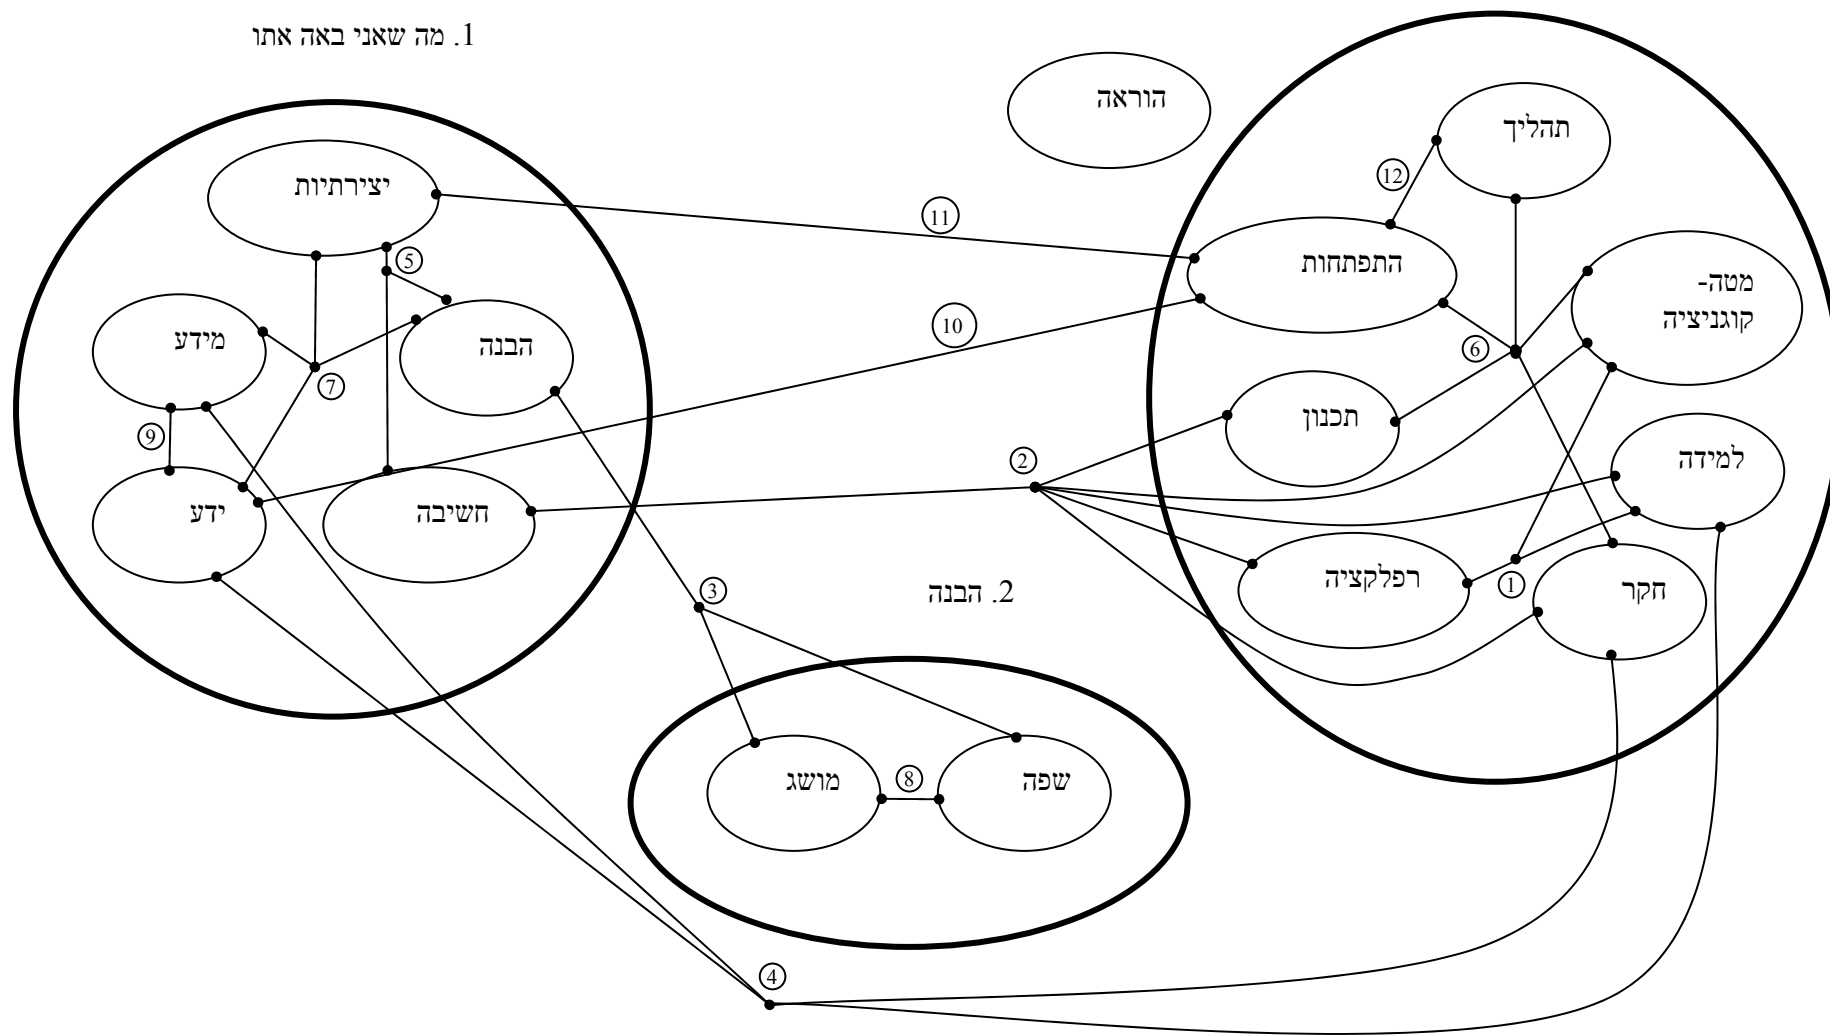 1. מה שאני באה אתו
הוראה
תהליך
12
יצירתיות
11
התפתחות
מטה-
קוגניציה
5
מידע
הבנה
10
6
7
תכנון
9
2
למידה
ידע
חשיבה
רפלקציה
1
חקר
3
2. הבנה
מושג
8
שפה
4